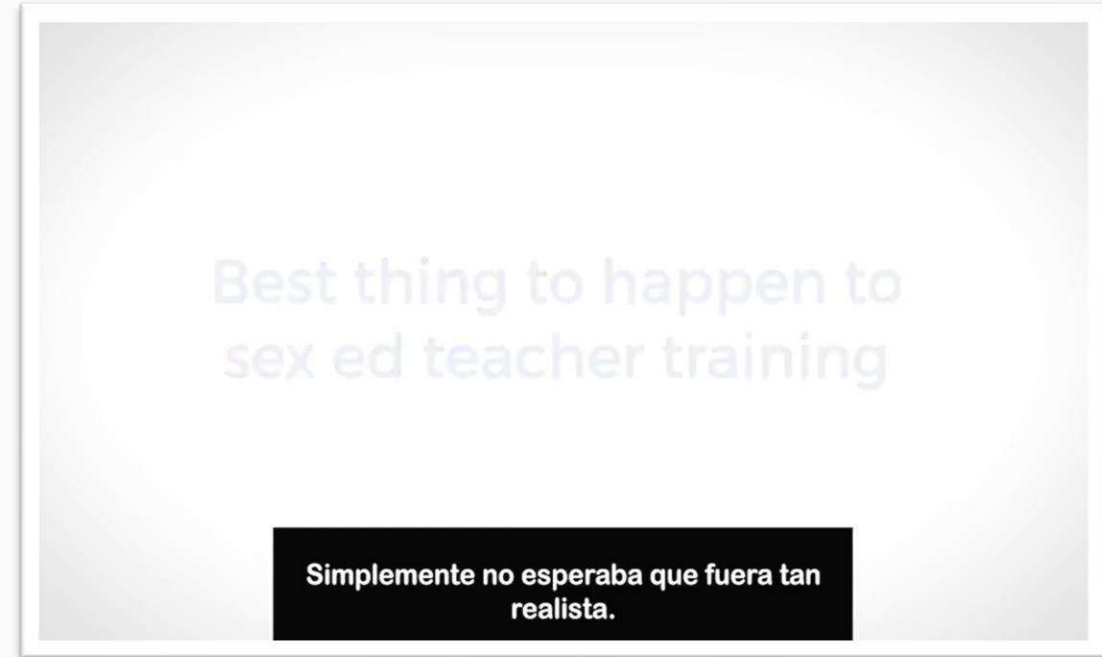 Best thing to happen to
sex ed teacher training
Simplemente no esperaba que fuera tan
realista.